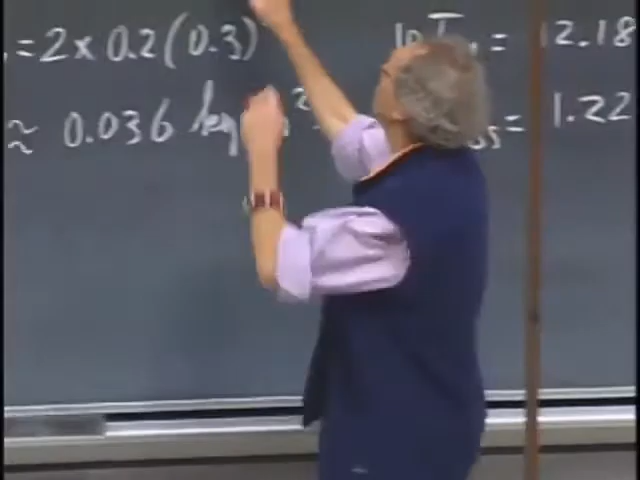 = 2 × 0.2 (0.3)
≈ 0.036 kg
= 12.18
= 1.22